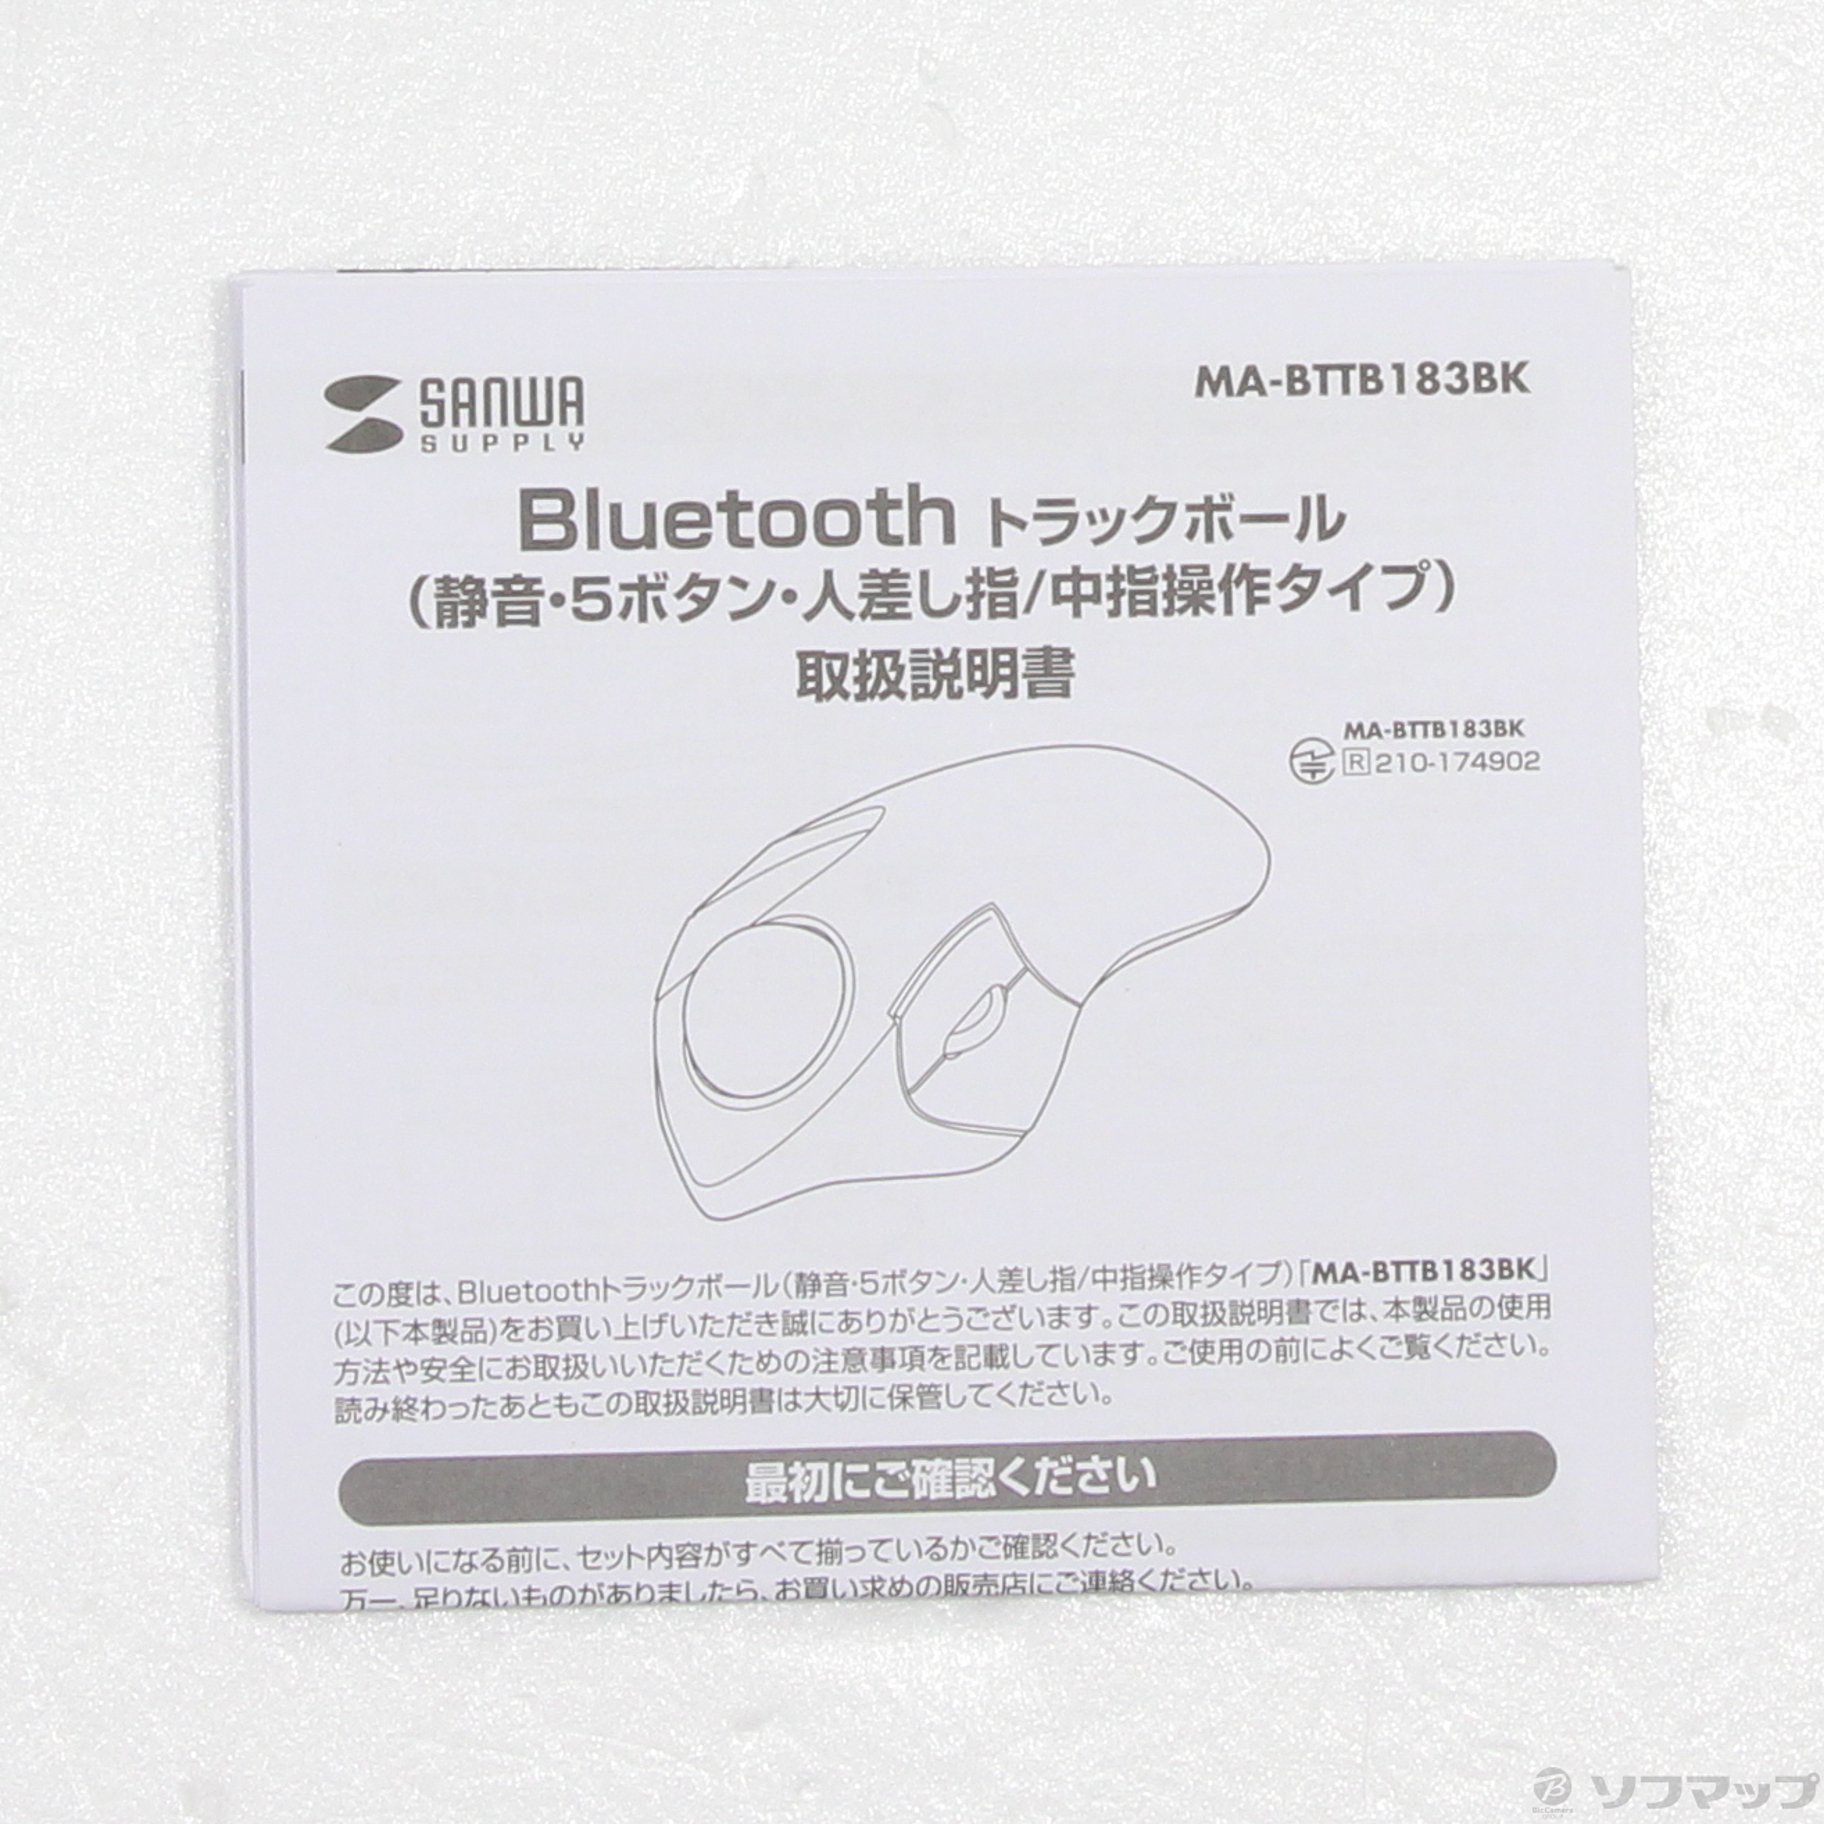 SANWA
SUPPLY
MA-BTTB183BK
Bluetooth トラックボール
（静音・5ボタン・人差し指/中指操作タイプ）
取扱説明書
MA-BTTB183BK
R 210-174902
この度は、Bluetoothトラックボール（静音・5ボタン・人差し指/中指操作タイプ）「MA-BTTB183BK」
(以下本製品)をお買い上げいただき誠にありがとうございます。この取扱説明書では、本製品の使用
方法や安全にお取扱いいただくための注意事項を記載しています。ご使用の前によくご覧ください。
読み終わったあともこの取扱説明書は大切に保管してください。
最初にご確認ください
お使いになる前に、セット内容がすべて揃っているかご確認ください。
万一、足りないものがありましたら、お買い求めの販売店にご連絡ください。
B
BicCamera
GROUP
ソフマップ